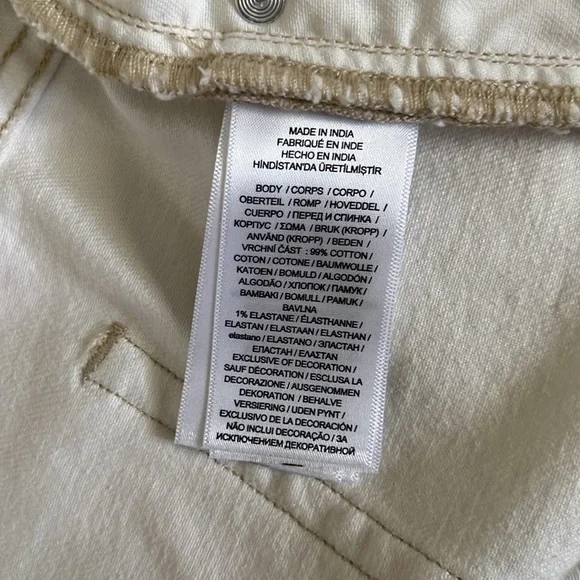 MADE IN INDIA
FABRIQUÉ EN INDE
HECHO EN INDIA
HİNDİSTAN'DA ÜRETİLMİŞTİR
BODY / CORPS / CORPO /
OBERTEIL / ROMP / HOVEDDEL /
CUERPO / ПЕРЕД И СПИНКА /
КОРПУС / ΣΩΜΑ / BRUK (KROPP) /
ANVÄND (KROPP) / BEDEN /
VRCHNÍ ČÁST : 99% COTTON /
COTON / COTONE / BAUMWOLLE /
KATOEN / BOMULD / ALGODÓN /
ALGODÃO / ХЛОПОК / ПАМУК /
ΒΑΜΒΑΚΙ / BOMULL / PAMUK /
BAVLNA
1% ELASTANE / ÉLASTHANNE /
ELASTAN / ELASTAAN / ELASTHAN /
elastano / ELASTANO / ЭЛАСТАН /
ЕЛАСТАН / ΕΛΑΣΤΑΝ
EXCLUSIVE OF DECORATION /
SAUF DÉCORATION / ESCLUSA LA
DECORAZIONE / AUSGENOMMEN
DEKORATION / BEHALVE
VERSIERING / UDEN PYNT /
EXCLUSIVO DE LA DECORACIÓN /
NÃO INCLUI DECORAÇÃO / ЗА
ИСКЛЮЧЕНИЕМ ДЕКОРАТИВНОЙ